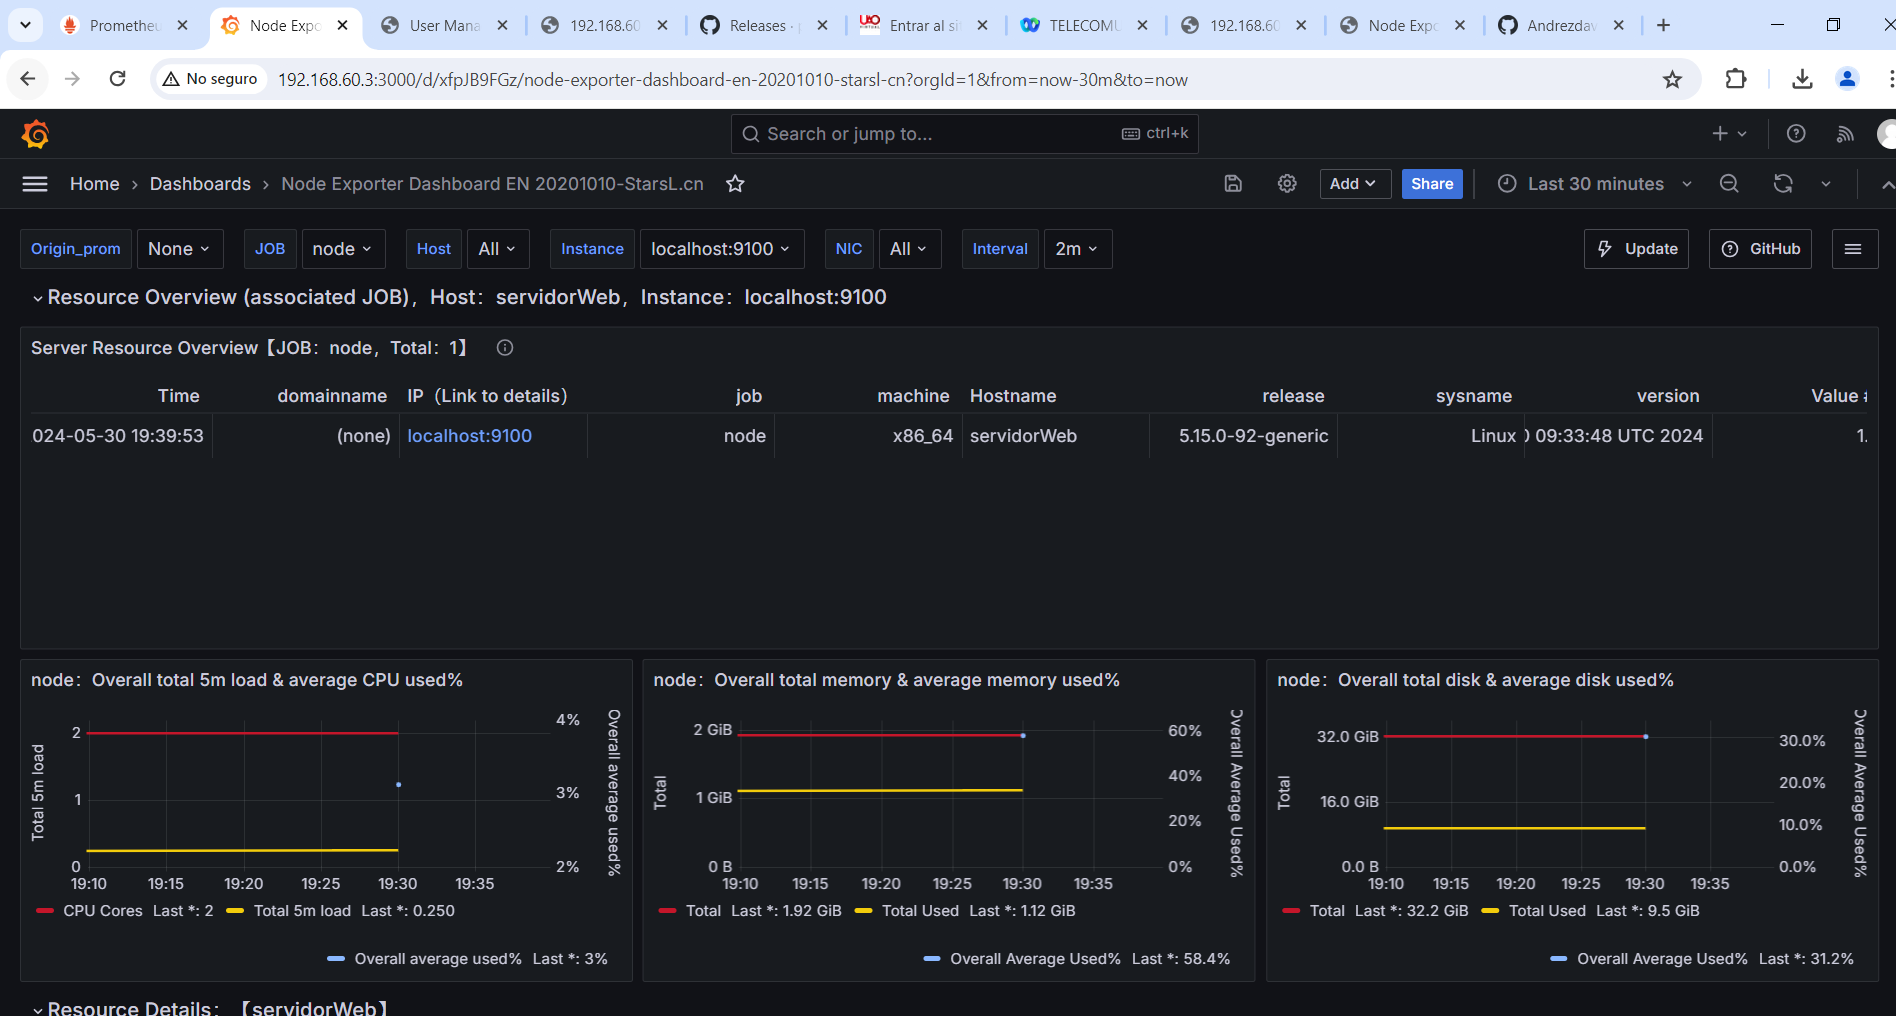 Prometheu
Node Expo
User Mana
192.168.60
Releases · p
Entrar al si
TELECOMU
192.168.60
Node Expo
Andrezdav
No seguro
192.168.60.3:3000/d/xfpJB9FGz/node-exporter-dashboard-en-20201010-starsl-cn?orgId=1&from=now-30m&to=now
Search or jump to... ctrl+k
Home › Dashboards › Node Exporter Dashboard EN 20201010-StarsL.cn
Add Share Last 30 minutes
Origin_prom None JOB node Host All Instance localhost:9100 NIC All Interval 2m Update GitHub
Resource Overview (associated JOB)，Host：servidorWeb，Instance：localhost:9100
Server Resource Overview【JOB：node，Total：1】
Time domainname IP（Link to details） job machine Hostname release sysname version Value
024-05-30 19:39:53 (none) localhost:9100 node x86_64 servidorWeb 5.15.0-92-generic Linux 09:33:48 UTC 2024 1.
node：Overall total 5m load & average CPU used%
Total 5m load
2
1
0
4%
3%
2%
Overall average used%
19:10 19:15 19:20 19:25 19:30 19:35
CPU Cores Last *: 2 Total 5m load Last *: 0.250
Overall average used% Last *: 3%
node：Overall total memory & average memory used%
Total
2 GiB
1 GiB
0 B
60%
40%
20%
0%
Overall Average Used%
19:10 19:15 19:20 19:25 19:30 19:35
Total Last *: 1.92 GiB Total Used Last *: 1.12 GiB
Overall Average Used% Last *: 58.4%
node：Overall total disk & average disk used%
Total
32.0 GiB
16.0 GiB
0.0 B
30.0%
20.0%
10.0%
0.0%
Overall Average Used%
19:10 19:15 19:20 19:25 19:30 19:35
Total Last *: 32.2 GiB Total Used Last *: 9.5 GiB
Overall Average Used% Last *: 31.2%
Resource Details：【servidorWeb】